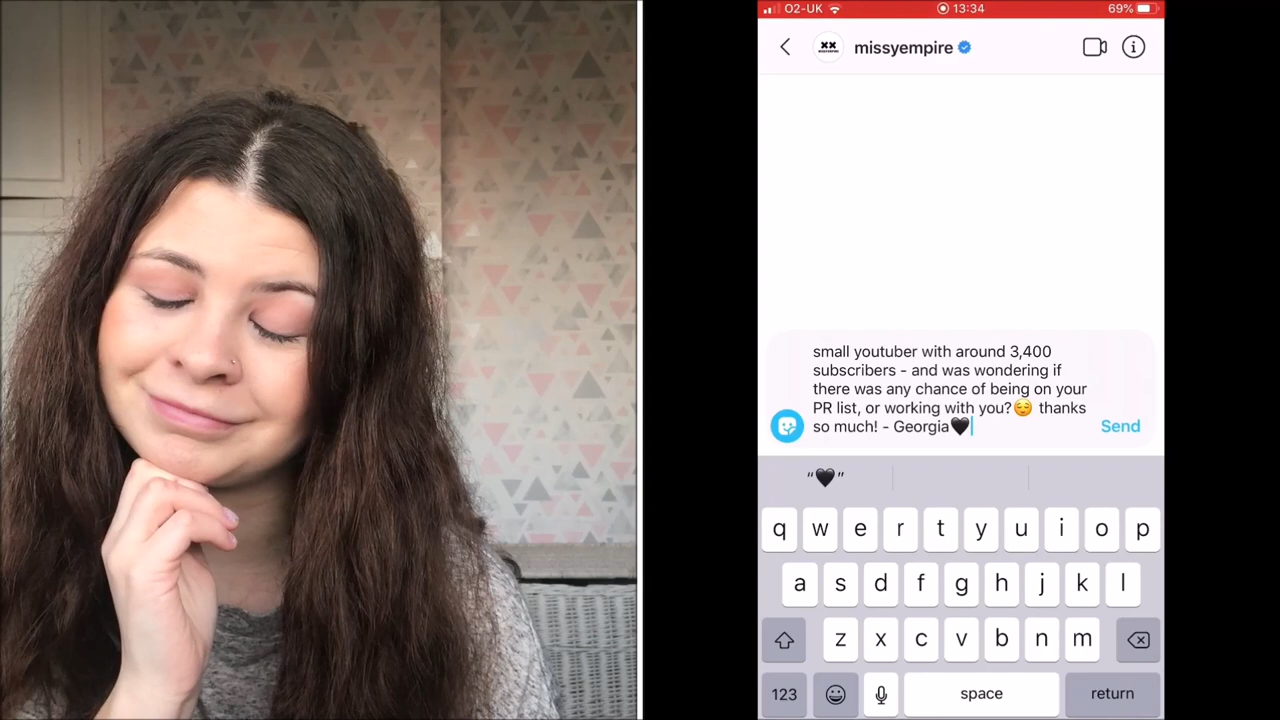 O2-UK 13:34 69%
missyempire
small youtuber with around 3,400
subscribers - and was wondering if
there was any chance of being on your
PR list, or working with you?😌 thanks
so much! - Georgia🖤
Send
"🖤"
q w e r t y u i o p
a s d f g h j k l
z x c v b n m
123 space return